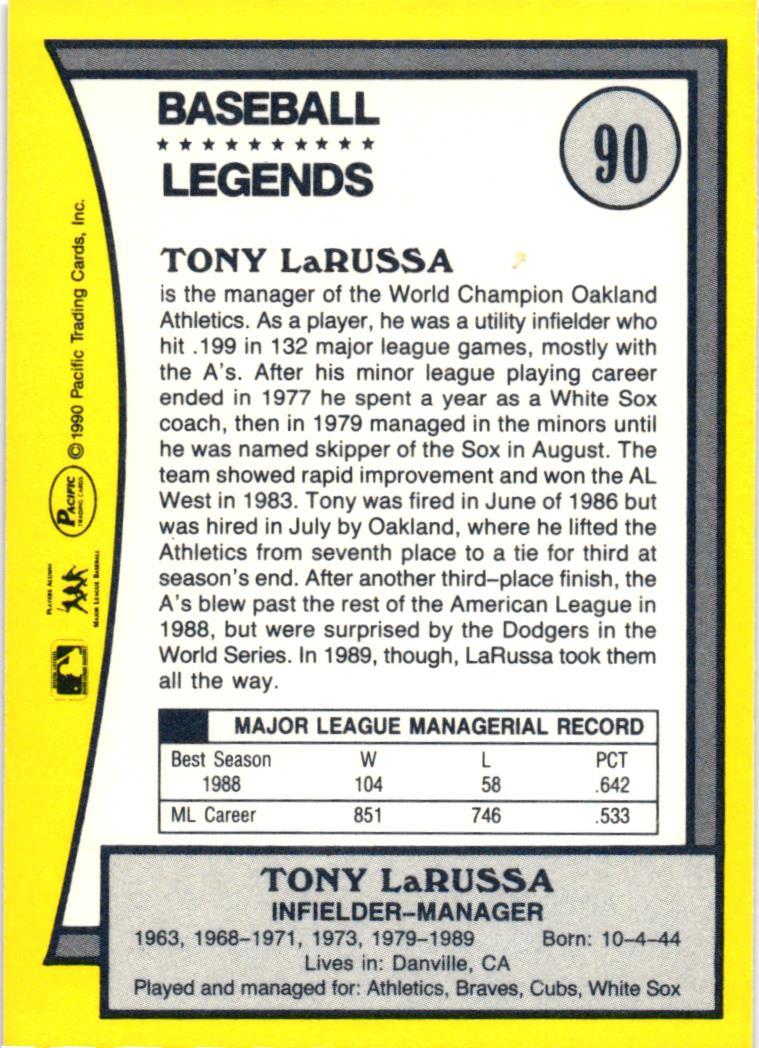 BASEBALL
★ ★ ★ ★ ★ ★ ★ ★ ★ ★
LEGENDS
90
TONY LaRUSSA
is the manager of the World Champion Oakland
Athletics. As a player, he was a utility infielder who
hit .199 in 132 major league games, mostly with
the A's. After his minor league playing career
ended in 1977 he spent a year as a White Sox
coach, then in 1979 managed in the minors until
he was named skipper of the Sox in August. The
team showed rapid improvement and won the AL
West in 1983. Tony was fired in June of 1986 but
was hired in July by Oakland, where he lifted the
Athletics from seventh place to a tie for third at
season's end. After another third–place finish, the
A's blew past the rest of the American League in
1988, but were surprised by the Dodgers in the
World Series. In 1989, though, LaRussa took them
all the way.
MAJOR LEAGUE MANAGERIAL RECORD
Best Season W L PCT
1988 104 58 .642
ML Career 851 746 .533
TONY LaRUSSA
INFIELDER–MANAGER
1963, 1968–1971, 1973, 1979–1989 Born: 10–4–44
Lives in: Danville, CA
Played and managed for: Athletics, Braves, Cubs, White Sox
©1990 Pacific Trading Cards, Inc.
PACIFIC
TRADING CARDS
PLAYERS ALUMNI
MAJOR LEAGUE BASEBALL